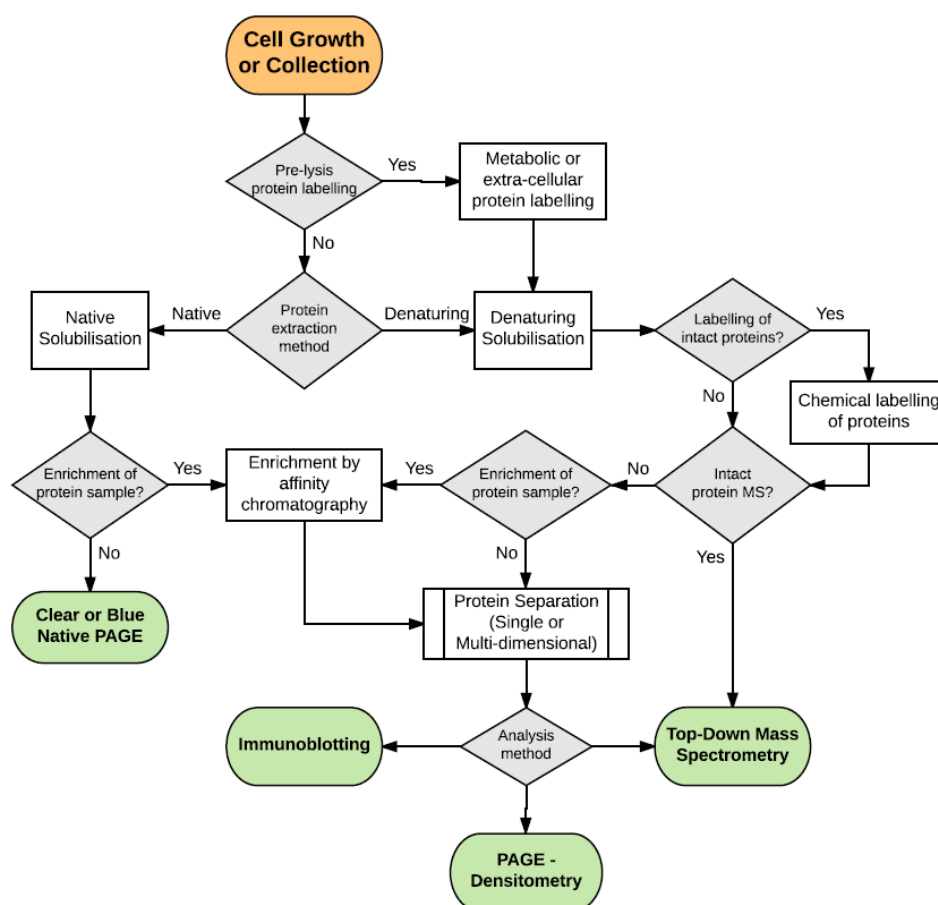 Cell Growth
or Collection
Pre-lysis
protein labelling
Yes
Metabolic or
extra-cellular
protein labelling
No
Native
Solubilisation
Native
Protein
extraction
method
Denaturing
Denaturing
Solubilisation
Labelling of
intact proteins?
Yes
No
Chemical labelling
of proteins
Enrichment of
protein sample?
Yes
Enrichment by
affinity
chromatography
Yes
Enrichment of
protein sample?
No
Intact
protein MS?
No
No
Yes
Clear or Blue
Native PAGE
Protein Separation
(Single or
Multi-dimensional)
Immunoblotting
Analysis
method
Top-Down Mass
Spectrometry
PAGE -
Densitometry